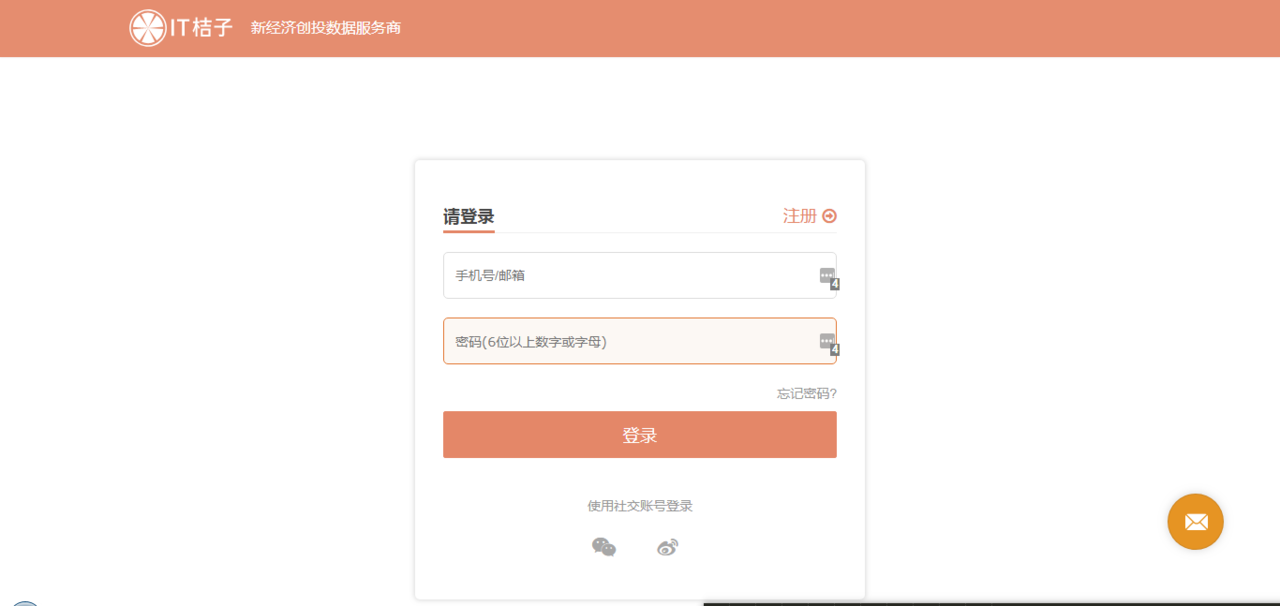 IT桔子 新经济创投数据服务商
请登录 注册
手机号/邮箱
4
密码(6位以上数字或字母)
4
忘记密码?
登录
使用社交账号登录